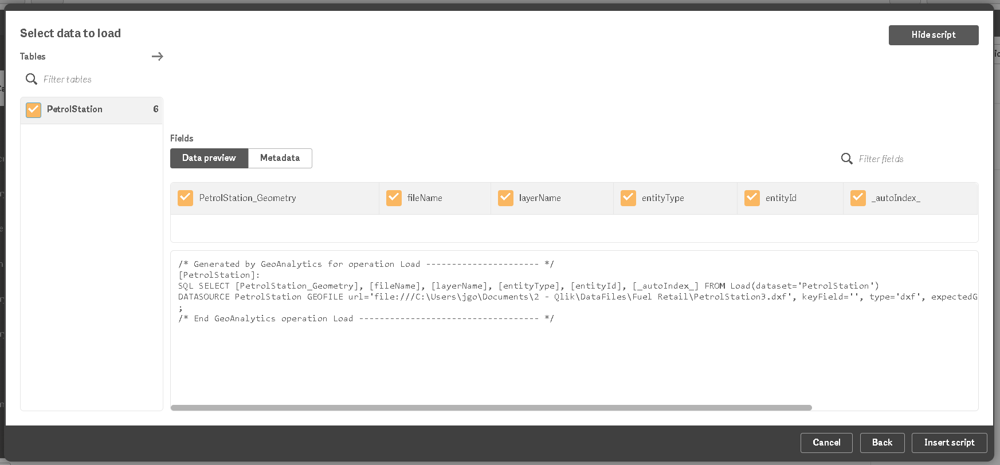 Select data to load
Hide script
Tables
Filter tables
PetrolStation 6
Fields
Data preview Metadata
Filter fields
PetrolStation_Geometry fileName layerName entityType entityId _autoIndex_
/* Generated by GeoAnalytics for operation Load ---------------------- */
[PetrolStation]:
SQL SELECT [PetrolStation_Geometry], [fileName], [layerName], [entityType], [entityId], [_autoIndex_] FROM Load(dataset='PetrolStation')
DATASOURCE PetrolStation GEOFILE url='file:///C:\Users\jgo\Documents\2 - Qlik\DataFiles\Fuel Retail\PetrolStation3.dxf', keyField='', type='dxf', expectedG
;
/* End GeoAnalytics operation Load ----------------------------------- */
Cancel Back Insert script